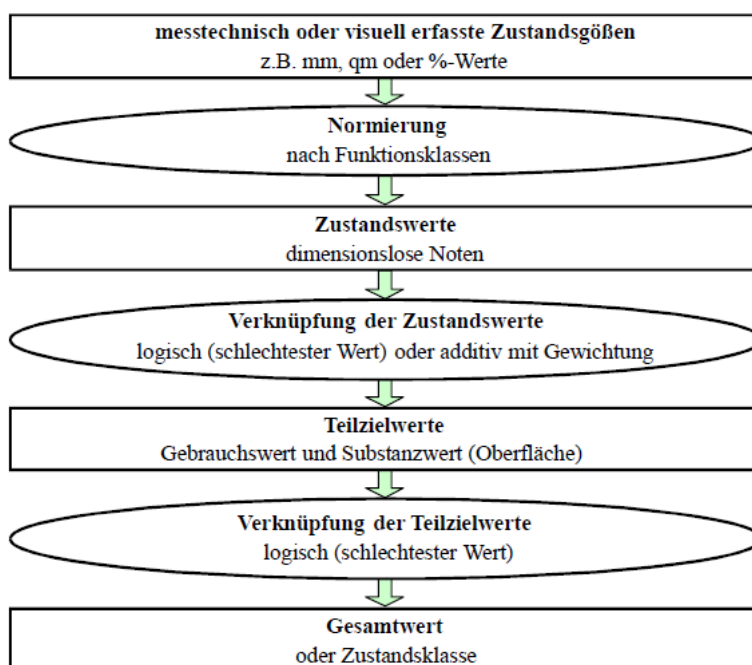 messtechnisch oder visuell erfasste Zustandsgößen
z.B. mm, qm oder %-Werte
Normierung
nach Funktionsklassen
Zustandswerte
dimensionslose Noten
Verknüpfung der Zustandswerte
logisch (schlechtester Wert) oder additiv mit Gewichtung
Teilzielwerte
Gebrauchswert und Substanzwert (Oberfläche)
Verknüpfung der Teilzielwerte
logisch (schlechtester Wert)
Gesamtwert
oder Zustandsklasse